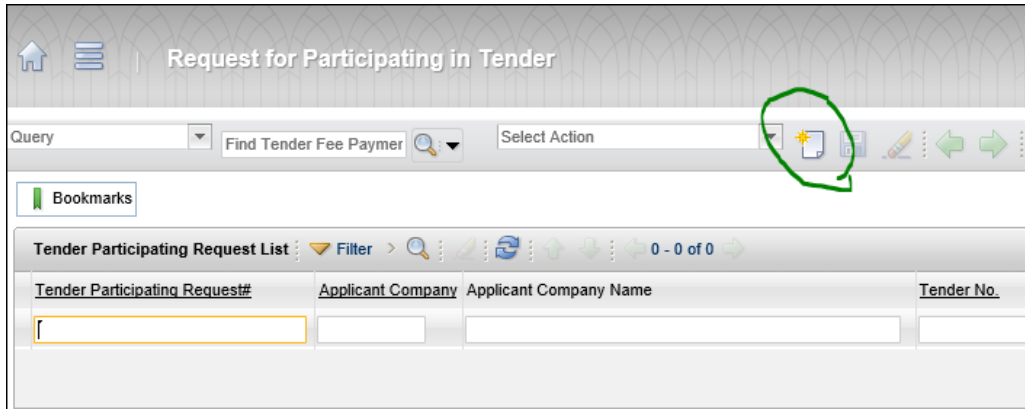 Request for Participating in Tender
Query Find Tender Fee Paymer Select Action
Bookmarks
Tender Participating Request List Filter 0 - 0 of 0
Tender Participating Request# Applicant Company Applicant Company Name Tender No.